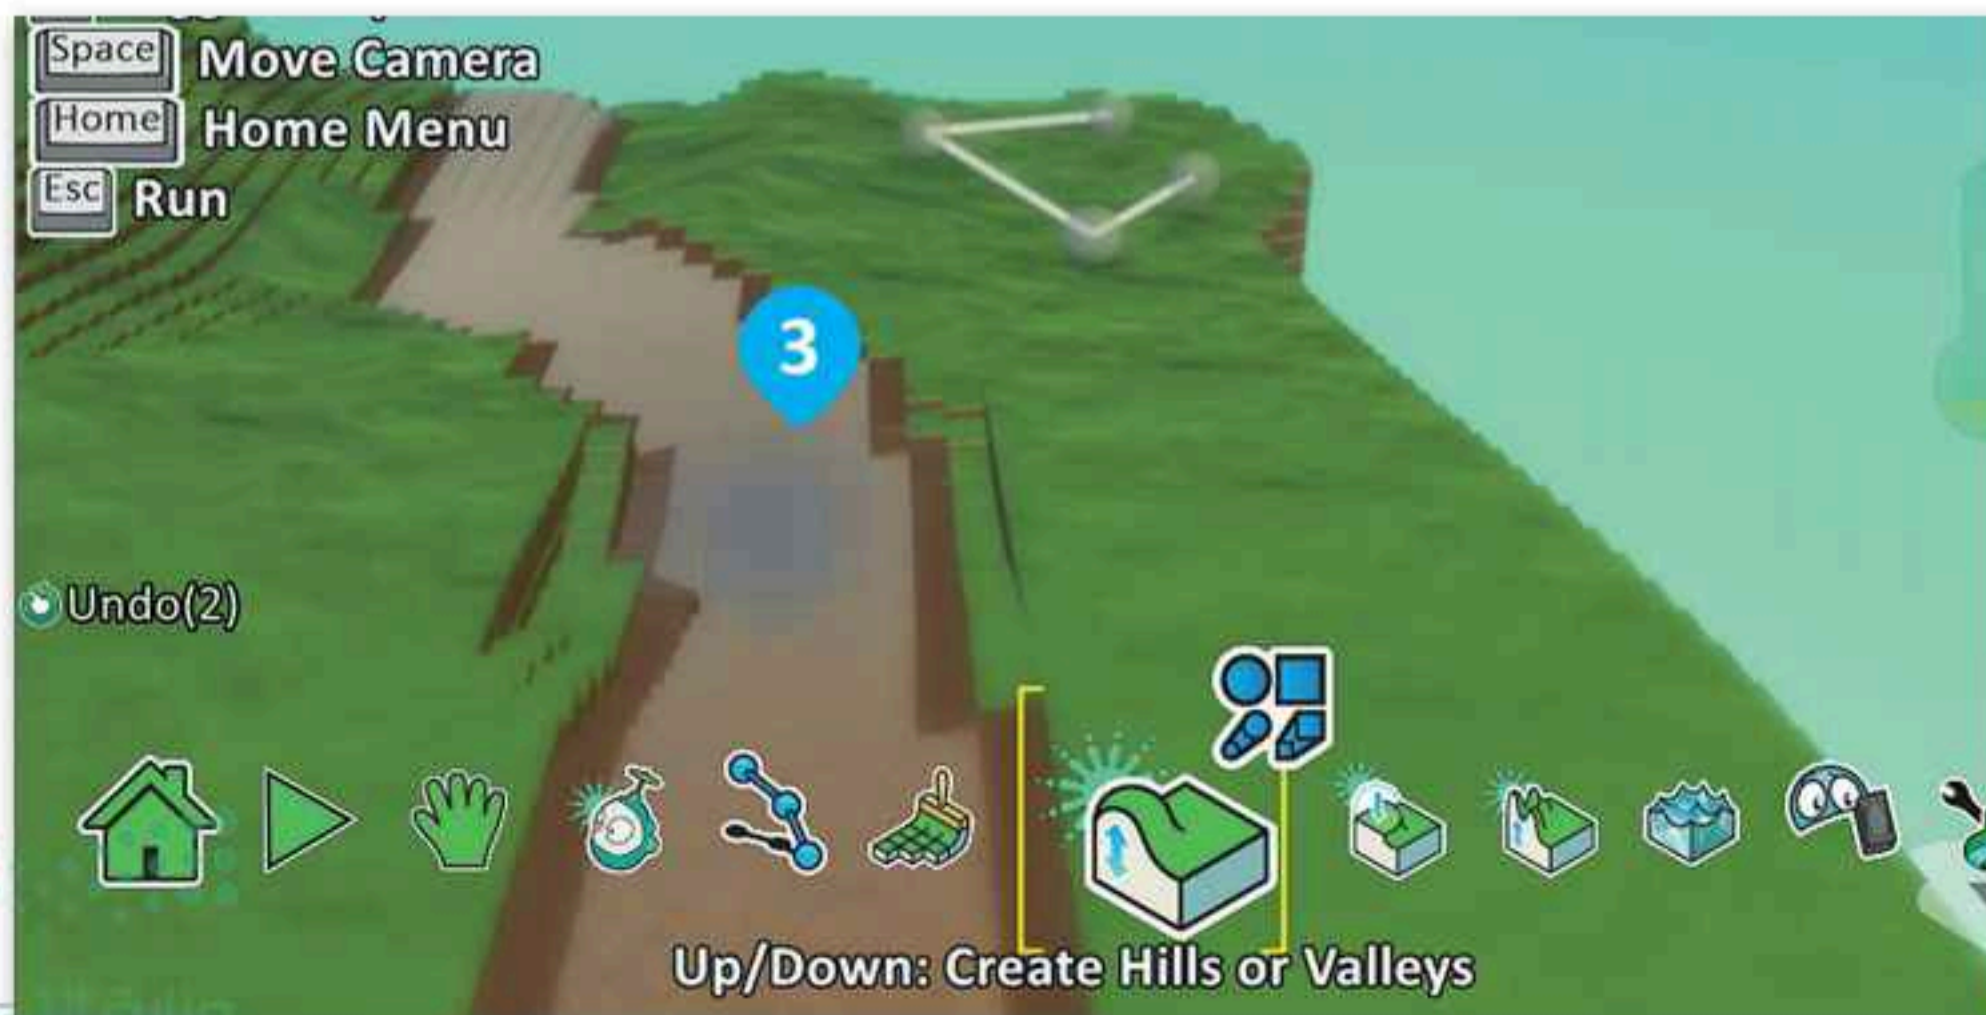 Space Move Camera
Home Home Menu
Esc Run
3
Undo(2)
Up/Down: Create Hills or Valleys